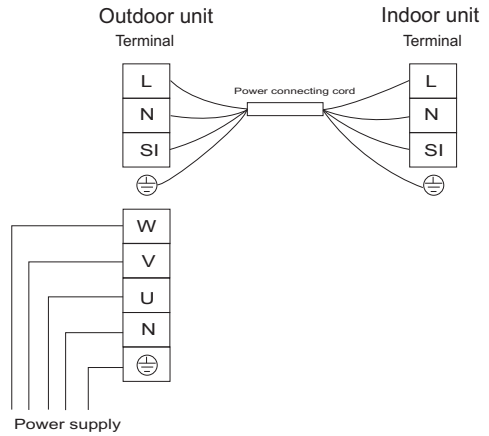 Outdoor unit
Indoor unit
Terminal
Terminal
Power connecting cord
L
L
N
N
SI
SI
W
V
U
N
Power supply